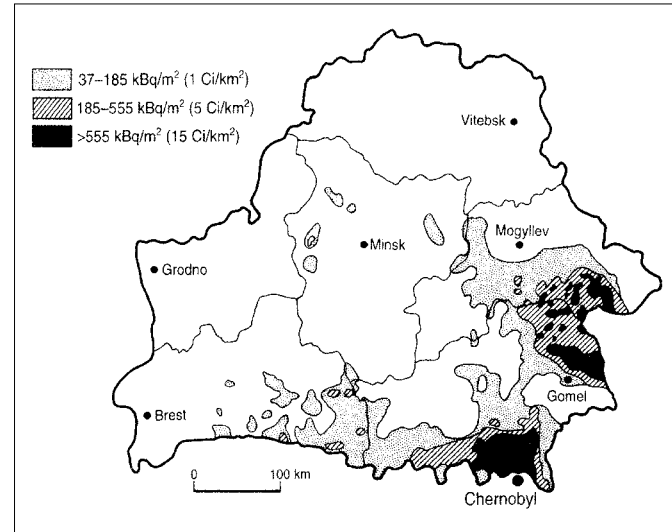 37–185 kBq/m² (1 Ci/km²)
185–555 kBq/m² (5 Ci/km²)
>555 kBq/m² (15 Ci/km²)
Vitebsk
Mogyllev
Minsk
Grodno
Gomel
Brest
0 100 km
Chernobyl